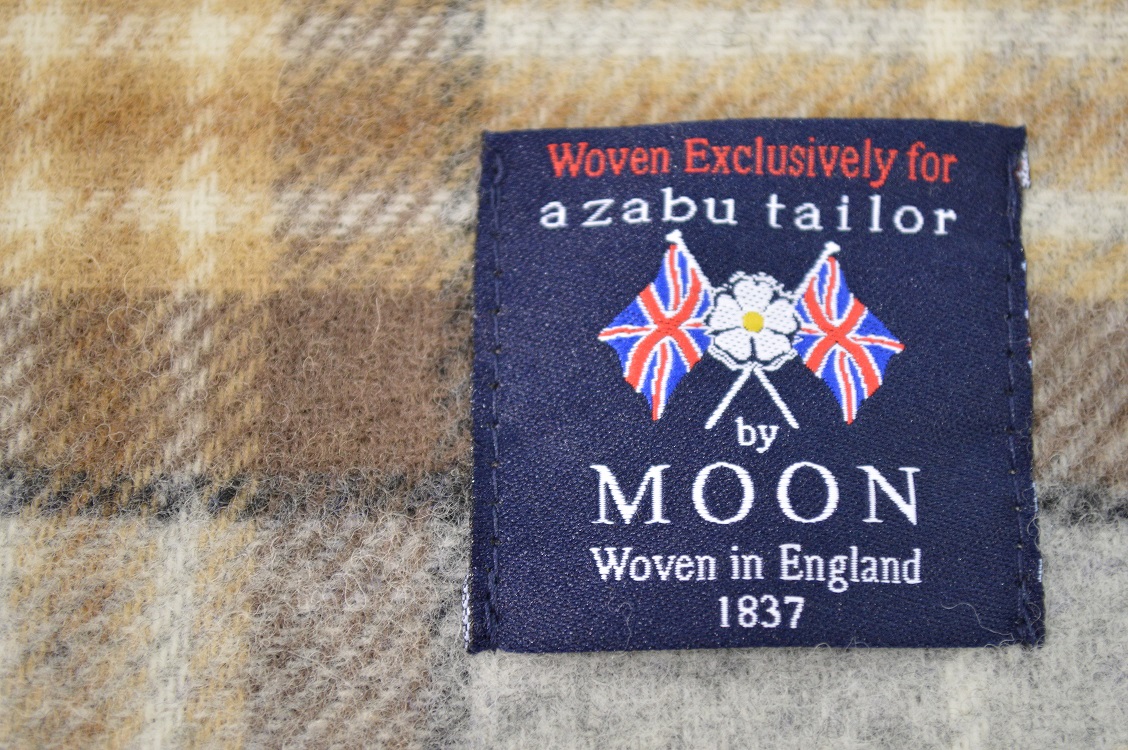 Woven Exclusively for
azabu tailor
by
MOON
Woven in England
1837